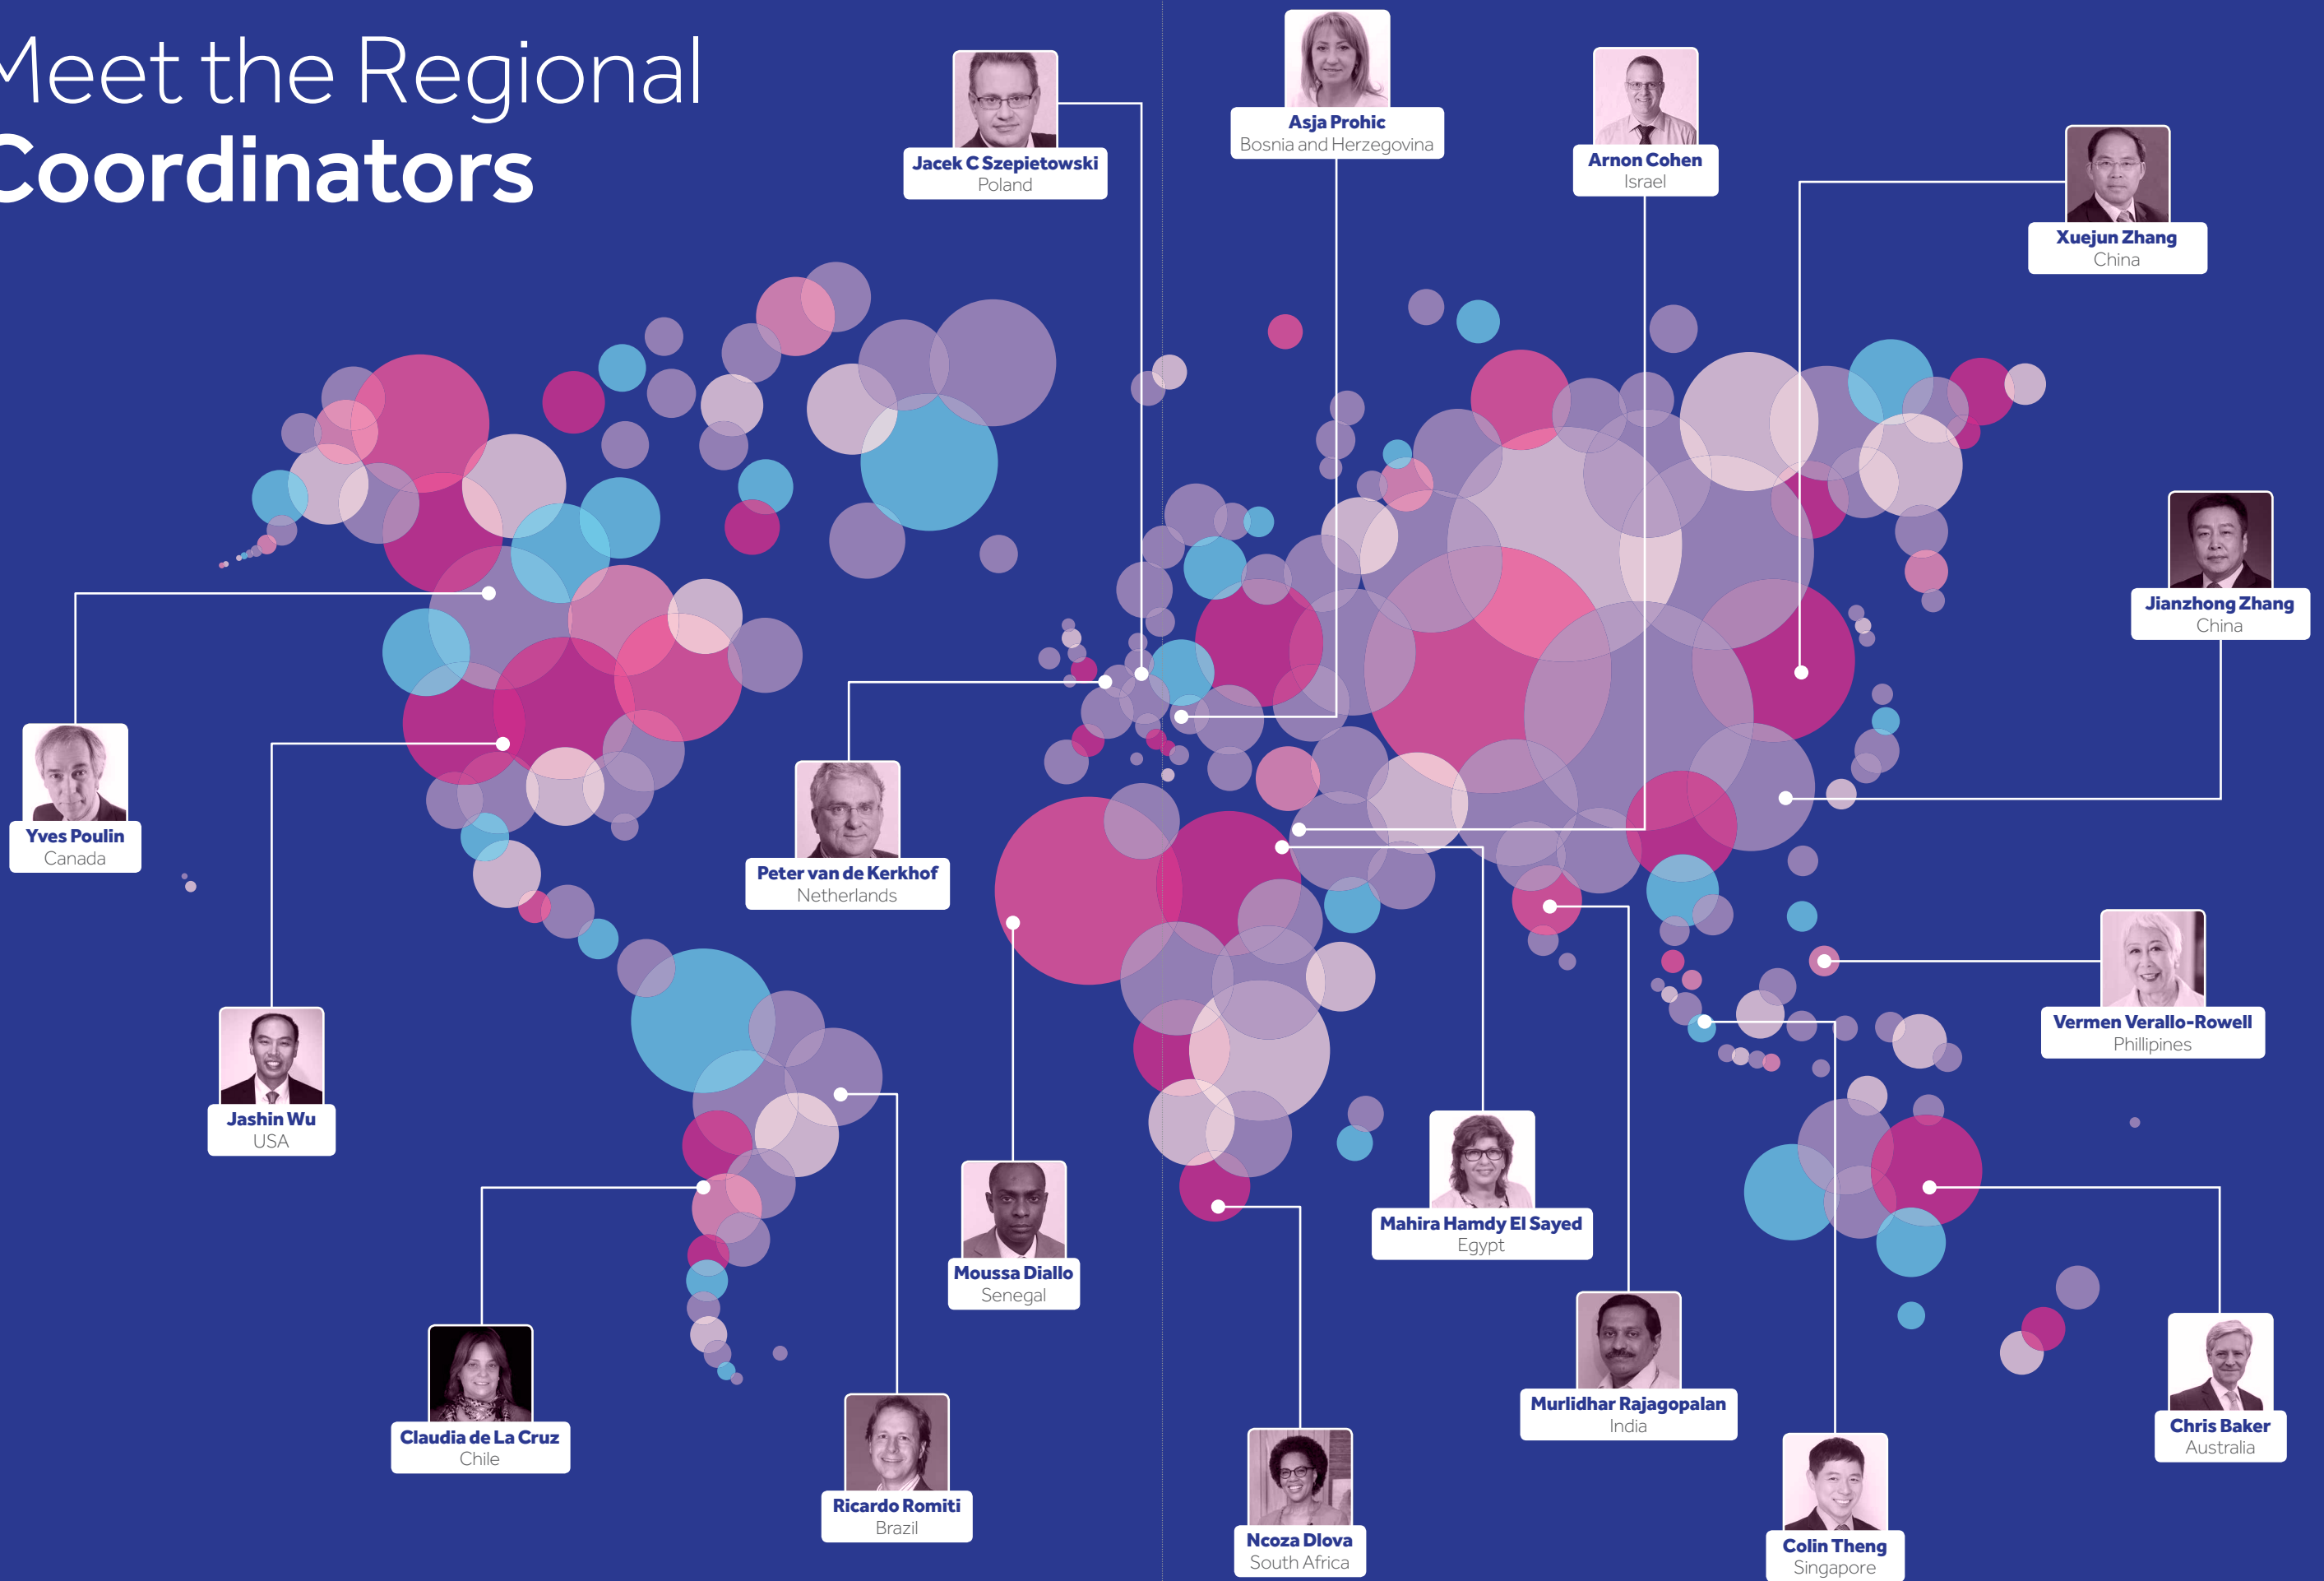 Meet the Regional
Coordinators
Jacek C Szepietowski
Poland
Asja Prohic
Bosnia and Herzegovina
Arnon Cohen
Israel
Xuejun Zhang
China
Jianzhong Zhang
China
Yves Poulin
Canada
Peter van de Kerkhof
Netherlands
Vermen Verallo-Rowell
Phillipines
Jashin Wu
USA
Mahira Hamdy El Sayed
Egypt
Moussa Diallo
Senegal
Murlidhar Rajagopalan
India
Chris Baker
Australia
Claudia de La Cruz
Chile
Ricardo Romiti
Brazil
Ncoza Dlova
South Africa
Colin Theng
Singapore